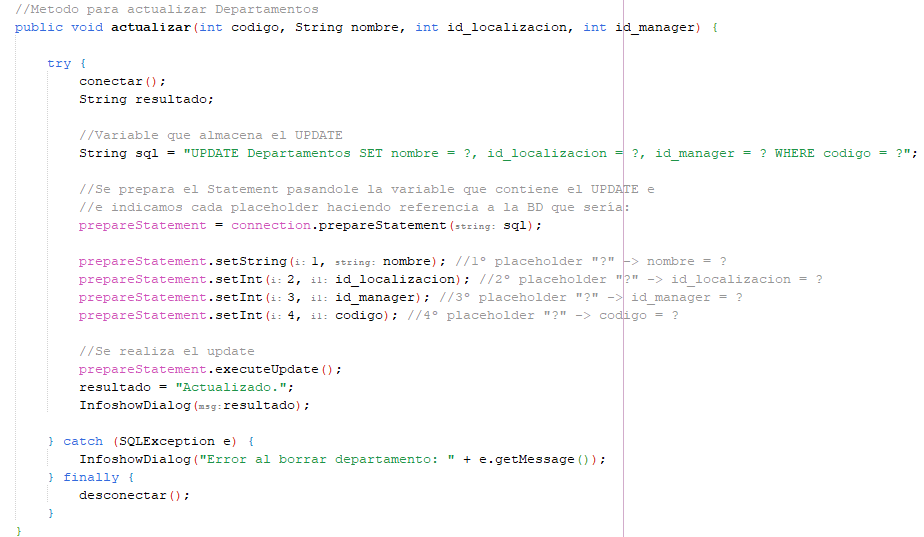 //Metodo para actualizar Departamentos
public void actualizar(int codigo, String nombre, int id_localizacion, int id_manager) {
try {
conectar();
String resultado;
//Variable que almacena el UPDATE
String sql = "UPDATE Departamentos SET nombre = ?, id_localizacion = ?, id_manager = ? WHERE codigo = ?";
//Se prepara el Statement pasandole la variable que contiene el UPDATE e
//e indicamos cada placeholder haciendo referencia a la BD que sería:
prepareStatement = connection.prepareStatement(string: sql);
prepareStatement.setString(i: 1, string: nombre); //1º placeholder "?" -> nombre = ?
prepareStatement.setInt(i: 2, i1: id_localizacion); //2º placeholder "?" -> id_localizacion = ?
prepareStatement.setInt(i: 3, i1: id_manager); //3º placeholder "?" -> id_manager = ?
prepareStatement.setInt(i: 4, i1: codigo); //4º placeholder "?" -> codigo = ?
//Se realiza el update
prepareStatement.executeUpdate();
resultado = "Actualizado.";
InfoshowDialog(msg:resultado);
} catch (SQLException e) {
InfoshowDialog("Error al borrar departamento: " + e.getMessage());
} finally {
desconectar();
}
}